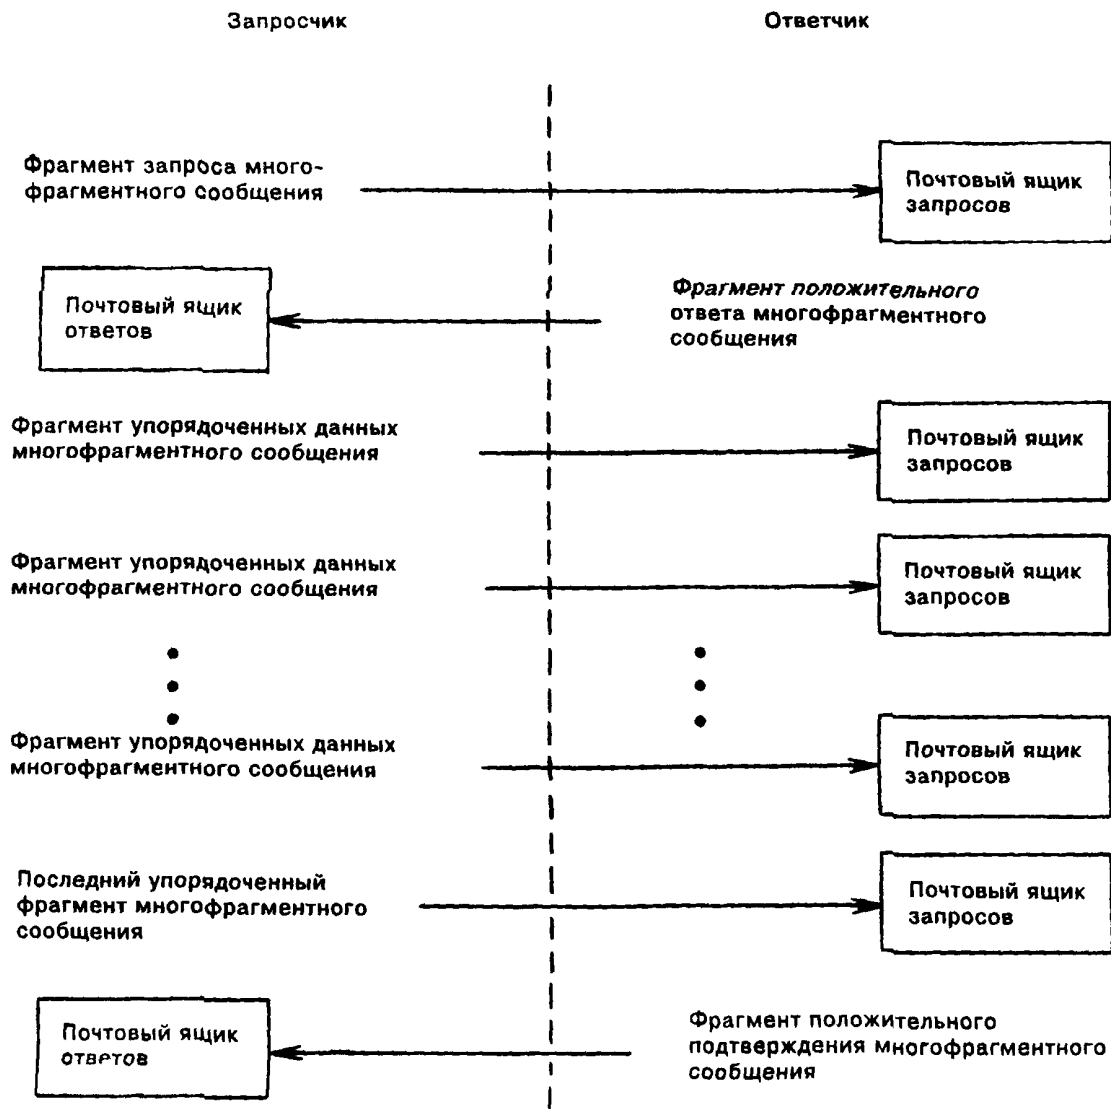 Запросчик
Ответчик
Фрагмент запроса много-
фрагментного сообщения
Почтовый ящик
запросов
Почтовый ящик
ответов
Фрагмент положительного
ответа многофрагментного
сообщения
Фрагмент упорядоченных данных
многофрагментного сообщения
Почтовый ящик
запросов
Фрагмент упорядоченных данных
многофрагментного сообщения
Почтовый ящик
запросов
Фрагмент упорядоченных данных
многофрагментного сообщения
Почтовый ящик
запросов
Последний упорядоченный
фрагмент многофрагментного
сообщения
Почтовый ящик
запросов
Почтовый ящик
ответов
Фрагмент положительного
подтверждения многофрагментного
сообщения